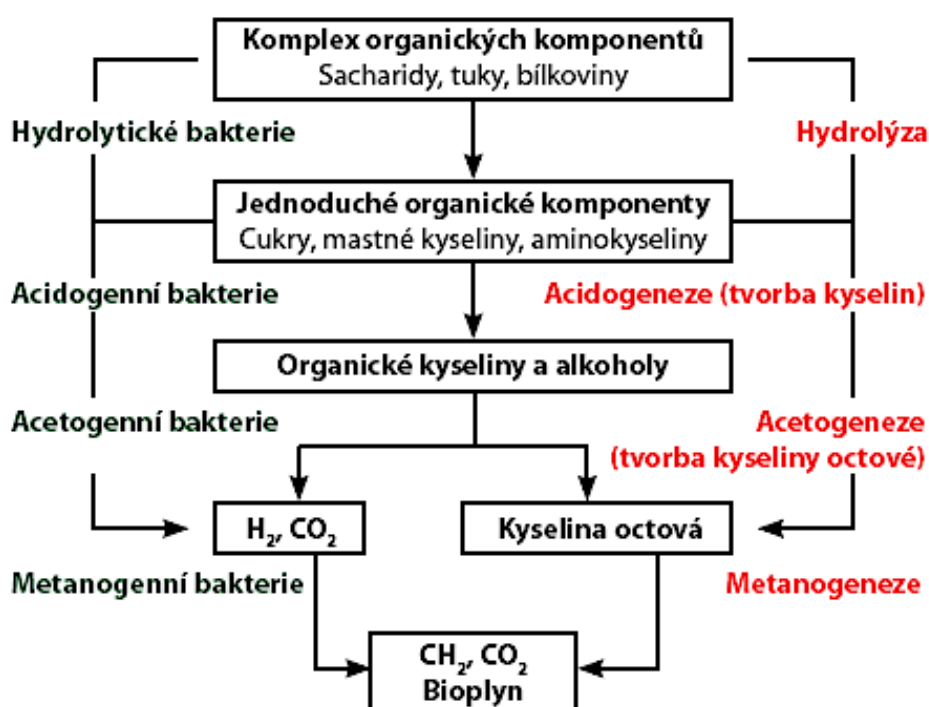 Komplex organických komponentů
Sacharidy, tuky, bílkoviny
Hydrolytické bakterie
Hydrolýza
Jednoduché organické komponenty
Cukry, mastné kyseliny, aminokyseliny
Acidogenní bakterie
Acidogeneze (tvorba kyselin)
Organické kyseliny a alkoholy
Acetogenní bakterie
Acetogeneze
(tvorba kyseliny octové)
H₂, CO₂
Kyselina octová
Metanogenní bakterie
Metanogeneze
CH₂, CO₂
Bioplyn